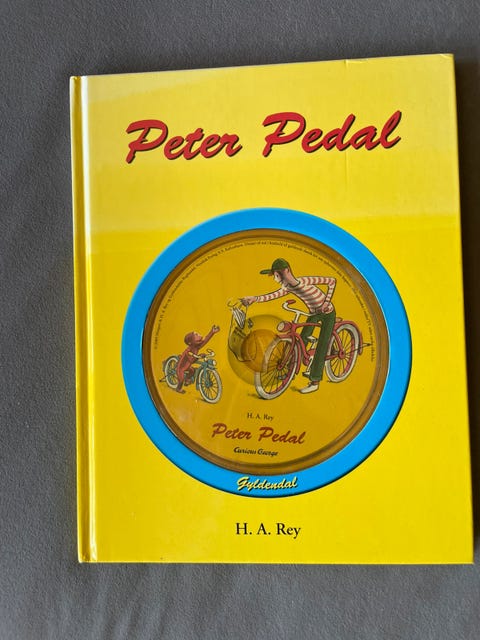 Peter Pedal
H. A. Rey
Peter Pedal
Curious George
Gyldendal
H. A. Rey